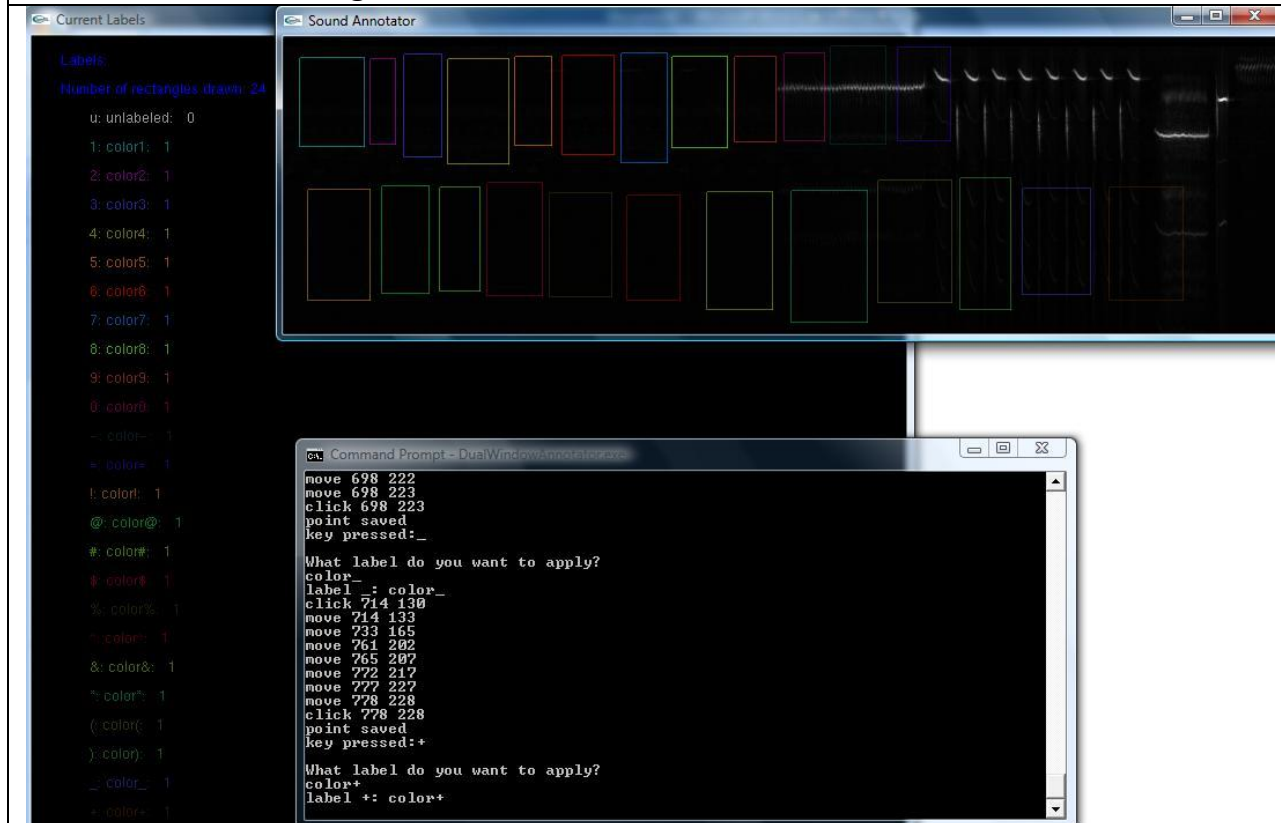 Current Labels
Sound Annotator
Labels:
Number of rectangles drawn: 24
u: unlabeled: 0
1: color1: 1
2: color2: 1
3: color3: 1
4: color4: 1
5: color5: 1
6: color6: 1
7: color7: 1
8: color8: 1
9: color9: 1
0: color0: 1
-: color-: 1
=: color=: 1
!: color!: 1
@: color@: 1
#: color#: 1
$: color$: 1
%: color%: 1
&: color&: 1
(: color(: 1
): color): 1
_: color_: 1
+: color+: 1
Command Prompt - DualWindowAnnotator.exe
move 698 222
move 698 223
click 698 223
point saved
key pressed:_
What label do you want to apply?
color_
label _: color_
click 714 130
move 714 133
move 733 165
move 761 202
move 765 207
move 772 217
move 777 227
move 778 228
click 778 228
point saved
key pressed:+
What label do you want to apply?
color+
label +: color+